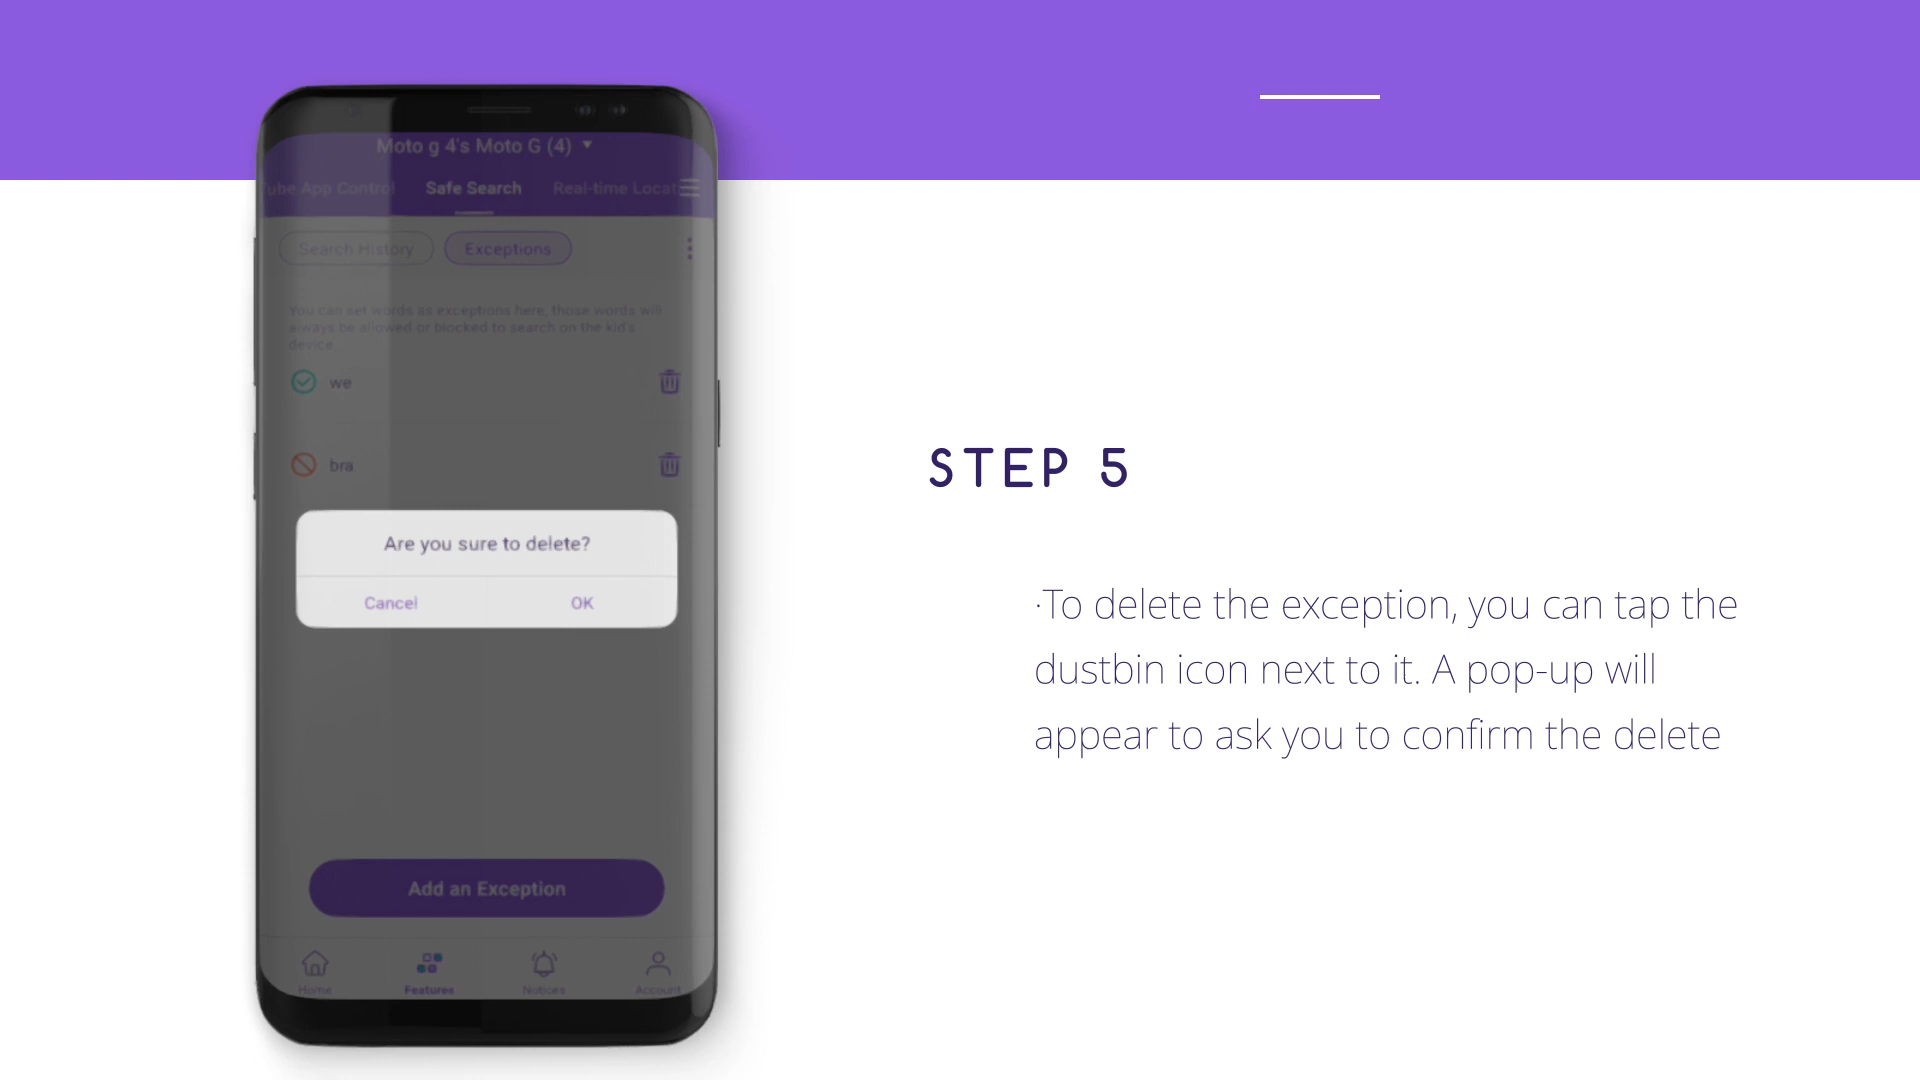 Moto g 4's Moto G (4)
ube App Control Safe Search Real-time Locat
Search History Exceptions
You can set words as exceptions here, those words will
always be allowed or blocked to search on the kid's
device.
we
bra
Are you sure to delete?
Cancel OK
Add an Exception
Home Features Notices Account
STEP 5
·To delete the exception, you can tap the
dustbin icon next to it. A pop-up will
appear to ask you to confirm the delete